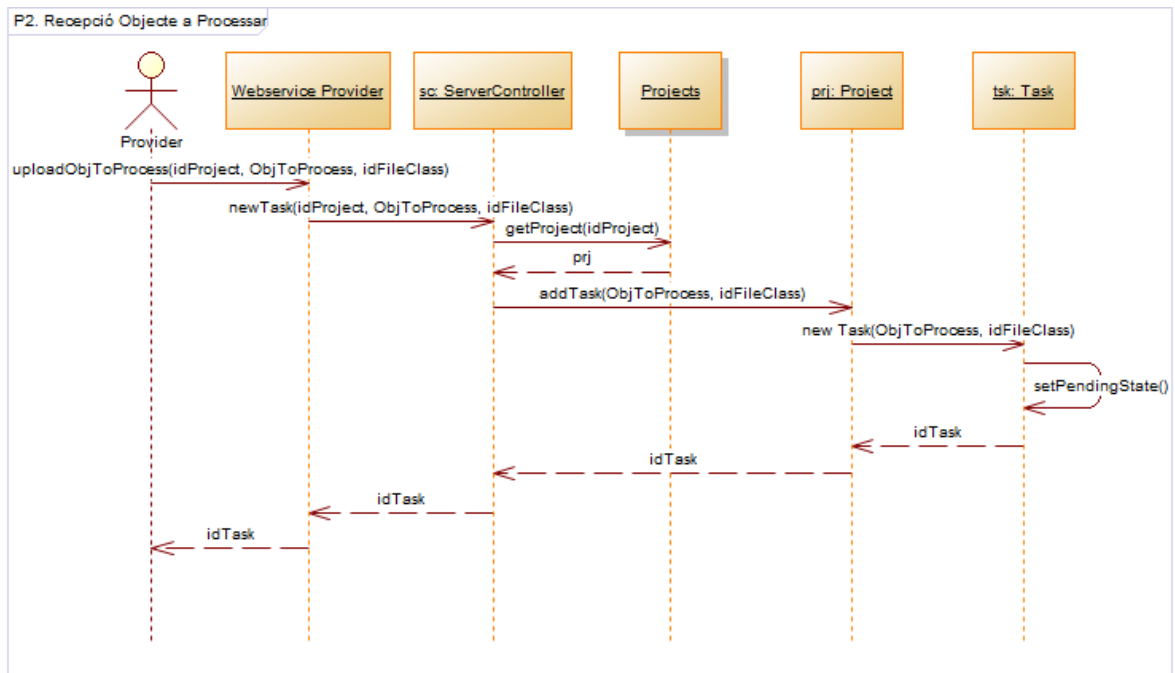 P2. Recepció Objecte a Processar
Provider
Webservice Provider
sc: ServerController
Projects
prj: Project
tsk: Task
uploadObjToProcess(idProject, ObjToProcess, idFileClass)
newTask(idProject, ObjToProcess, idFileClass)
getProject(idProject)
prj
addTask(ObjToProcess, idFileClass)
new Task(ObjToProcess, idFileClass)
setPendingState()
idTask
idTask
idTask
idTask